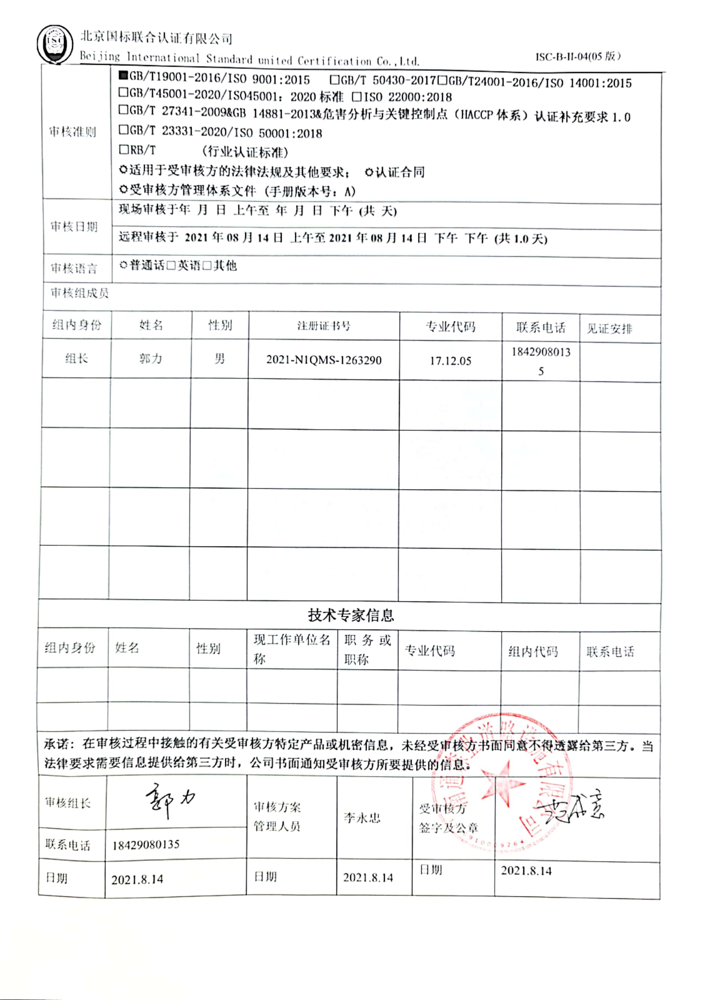 ISC
北京国标联合认证有限公司
Beijing International Standard united Certification Co.,Ltd.
ISC-B-II-04(05 版)
审核准则
■GB/T19001-2016/ISO 9001:2015 □GB/T 50430-2017□GB/T24001-2016/ISO 14001:2015
□GB/T45001-2020/ISO45001：2020 标准 □ISO 22000:2018
□GB/T 27341-2009&GB 14881-2013&危害分析与关键控制点（HACCP 体系）认证补充要求 1.0
□GB/T 23331-2020/ISO 50001:2018
□RB/T （行业认证标准）
✪适用于受审核方的法律法规及其他要求； ✪认证合同
✪受审核方管理体系文件（手册版本号：A）
审核日期
现场审核于年 月 日 上午至 年 月 日 下午 (共 天)
远程审核于 2021 年 08 月 14 日 上午至 2021 年 08 月 14 日 下午 下午 (共 1.0 天)
审核语言
✪普通话□英语□其他
审核组成员
组内身份 姓名 性别 注册证书号 专业代码 联系电话 见证安排
组长 郭力 男 2021-N1QMS-1263290 17.12.05 1842908013
5
技术专家信息
组内身份 姓名 性别 现工作单位名 职 务 或 专业代码 组内代码 联系电话
称 职称
承诺：在审核过程中接触的有关受审核方特定产品或机密信息，未经受审核方书面同意不得透露给第三方。当
法律要求需要信息提供给第三方时，公司书面通知受审核方所要提供的信息。
审核组长 郭力
审核方案
管理人员
李永忠
受审核方
签字及公章
联系电话 18429080135
日期 2021.8.14 日期 2021.8.14 日期 2021.8.14
道路设施有限公司